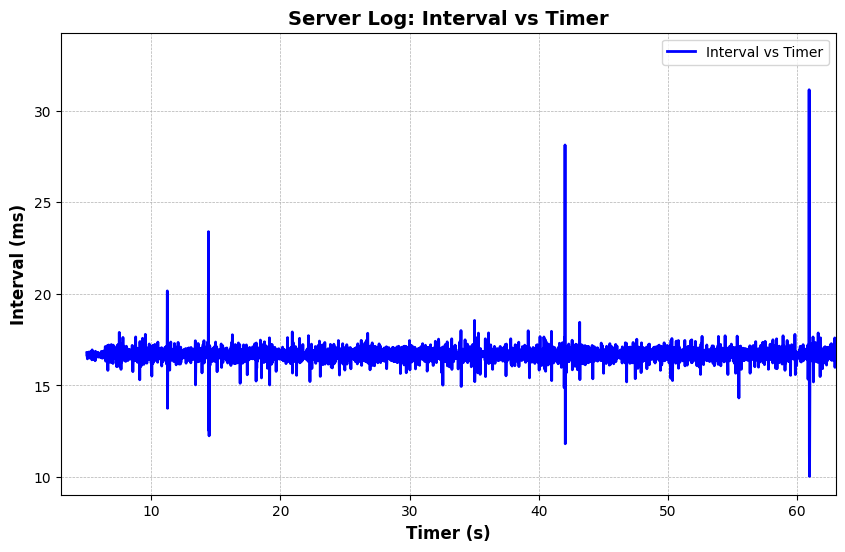 Server Log: Interval vs Timer
Interval vs Timer
30
25
20
15
10
Interval (ms)
10 20 30 40 50 60
Timer (s)